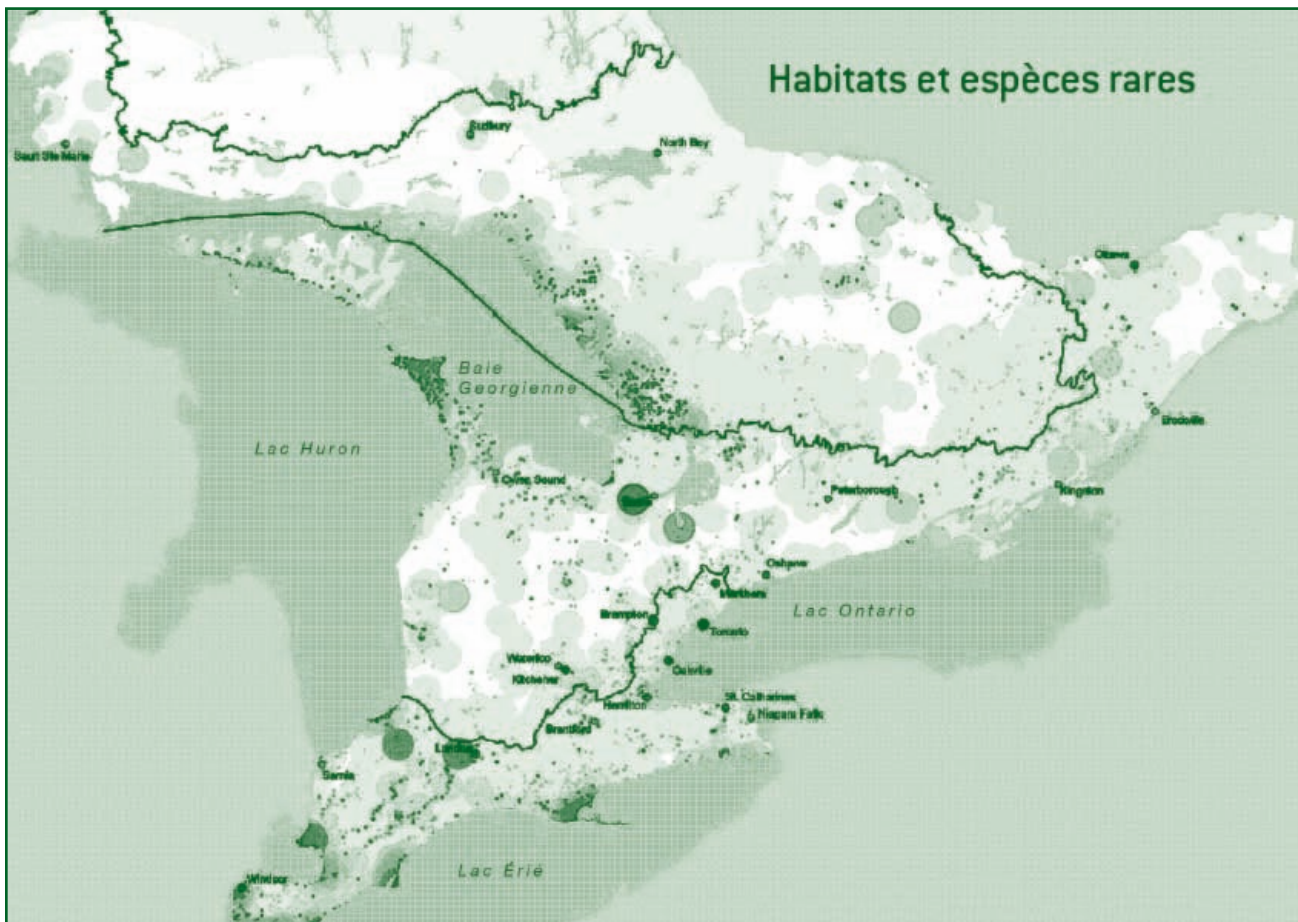 Habitats et espèces rares
Sudbury
North Bay
Sault Ste Marie
Ottawa
Baie
Georgienne
Brockville
Lac Huron
Owen Sound
Peterborough
Kingston
Oshawa
Markham
Lac Ontario
Brampton
Toronto
Waterloo
Oakville
Kitchener
Hamilton
St. Catharines
Niagara Falls
Brantford
London
Sarnia
Lac Érié
Windsor